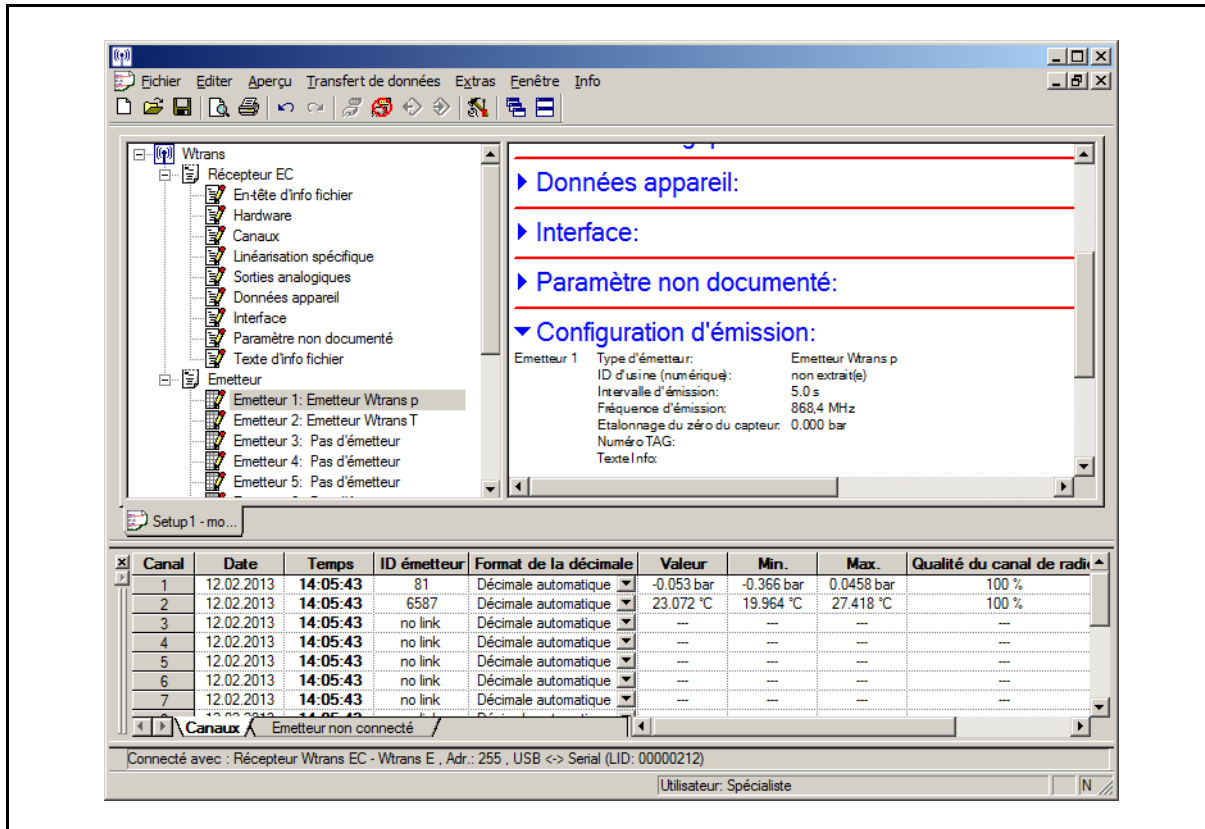 Fichier Editer Aperçu Transfert de données Extras Fenêtre Info
Wtrans
Récepteur EC
En-tête d'info fichier
Hardware
Canaux
Linéarisation spécifique
Sorties analogiques
Données appareil
Interface
Paramètre non documenté
Texte d'info fichier
Emetteur
Emetteur 1: Emetteur Wtrans p
Emetteur 2: Emetteur Wtrans T
Emetteur 3: Pas d'émetteur
Emetteur 4: Pas d'émetteur
Emetteur 5: Pas d'émetteur
Données appareil:
Interface:
Paramètre non documenté:
Configuration d'émission:
Emetteur 1 Type d'émetteur: Emetteur Wtrans p
ID d'usine (numérique): non extrait(e)
Intervalle d'émission: 5.0 s
Fréquence d'émission: 868,4 MHz
Etalonnage du zéro du capteur: 0.000 bar
Numéro TAG:
Texte Info:
Setup1 - mo...
Canal Date Temps ID émetteur Format de la décimale Valeur Min. Max. Qualité du canal de radi
1 12.02.2013 14:05:43 81 Décimale automatique -0.053 bar -0.366 bar 0.0458 bar 100 %
2 12.02.2013 14:05:43 6587 Décimale automatique 23.072 °C 19.964 °C 27.418 °C 100 %
3 12.02.2013 14:05:43 no link Décimale automatique --- --- --- ---
4 12.02.2013 14:05:43 no link Décimale automatique --- --- --- ---
5 12.02.2013 14:05:43 no link Décimale automatique --- --- --- ---
6 12.02.2013 14:05:43 no link Décimale automatique --- --- --- ---
7 12.02.2013 14:05:43 no link Décimale automatique --- --- --- ---
Canaux Emetteur non connecté
Connecté avec : Récepteur Wtrans EC - Wtrans E , Adr.: 255 , USB <-> Serial (LID: 00000212)
Utilisateur: Spécialiste N